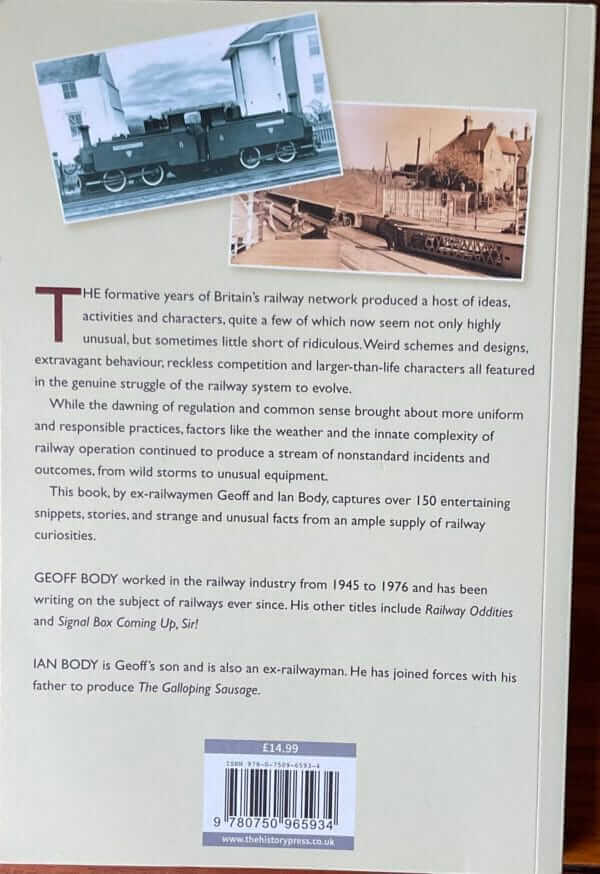 THE formative years of Britain's railway network produced a host of ideas,
activities and characters, quite a few of which now seem not only highly
unusual, but sometimes little short of ridiculous. Weird schemes and designs,
extravagant behaviour, reckless competition and larger-than-life characters all featured
in the genuine struggle of the railway system to evolve.
While the dawning of regulation and common sense brought about more uniform
and responsible practices, factors like the weather and the innate complexity of
railway operation continued to produce a stream of nonstandard incidents and
outcomes, from wild storms to unusual equipment.
This book, by ex-railwaymen Geoff and Ian Body, captures over 150 entertaining
snippets, stories, and strange and unusual facts from an ample supply of railway
curiosities.
GEOFF BODY worked in the railway industry from 1945 to 1976 and has been
writing on the subject of railways ever since. His other titles include Railway Oddities
and Signal Box Coming Up, Sir!
IAN BODY is Geoff's son and is also an ex-railwayman. He has joined forces with his
father to produce The Galloping Sausage.
£14.99
ISBN 978-0-7509-6593-4
9 780750 965934
www.thehistorypress.co.uk